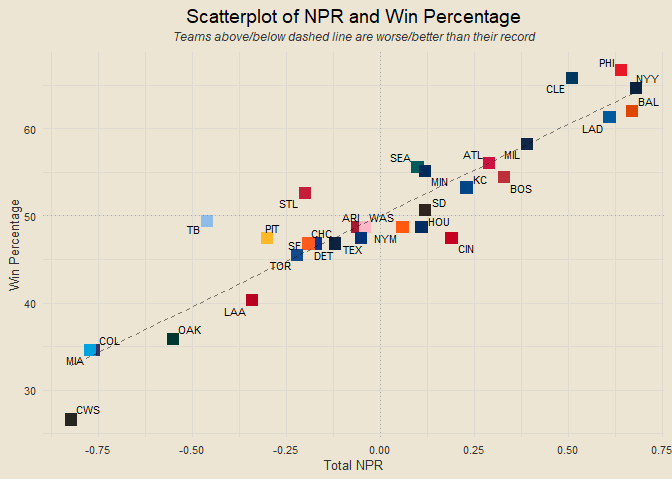 Scatterplot of NPR and Win Percentage
Teams above/below dashed line are worse/better than their record
PHI
NYY
CLE
BAL
LAD
SEA
ATL
MIL
MIN
KC
BOS
STL
SD
TB
ARI
WAS
HOU
PIT
CHC
NYM
SF
DET
TEX
CIN
TOR
LAA
OAK
COL
MIA
CWS
60
50
40
30
Win Percentage
-0.75
-0.50
-0.25
0.00
0.25
0.50
0.75
Total NPR